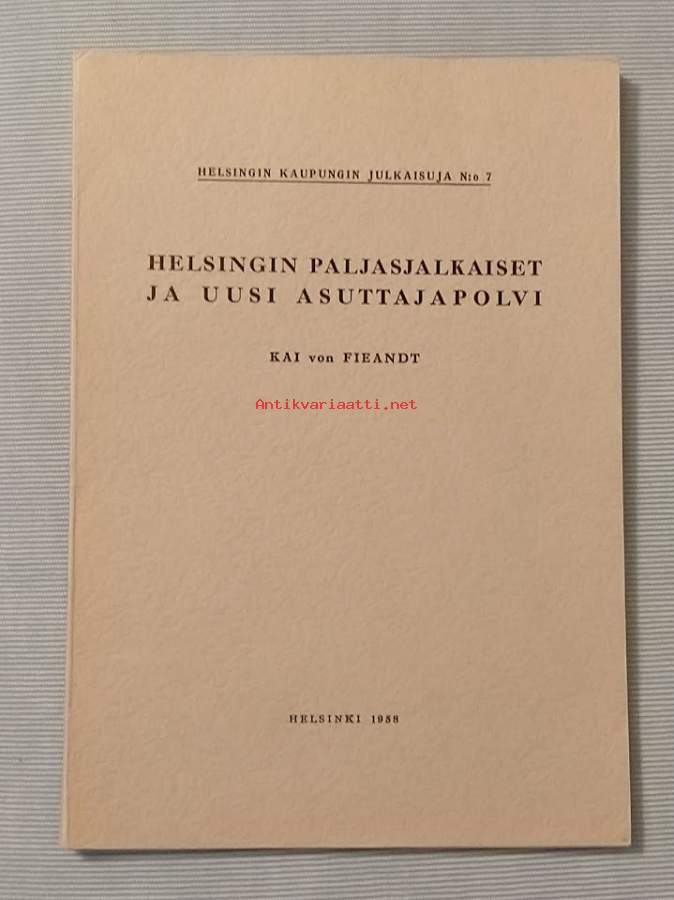 HELSINGIN KAUPUNGIN JULKAISUJA N:o 7
HELSINGIN PALJASJALKAISET
JA UUSI ASUTTAJAPOLVI
KAI von FIEANDT
Antikvariaatti.net
HELSINKI 1958